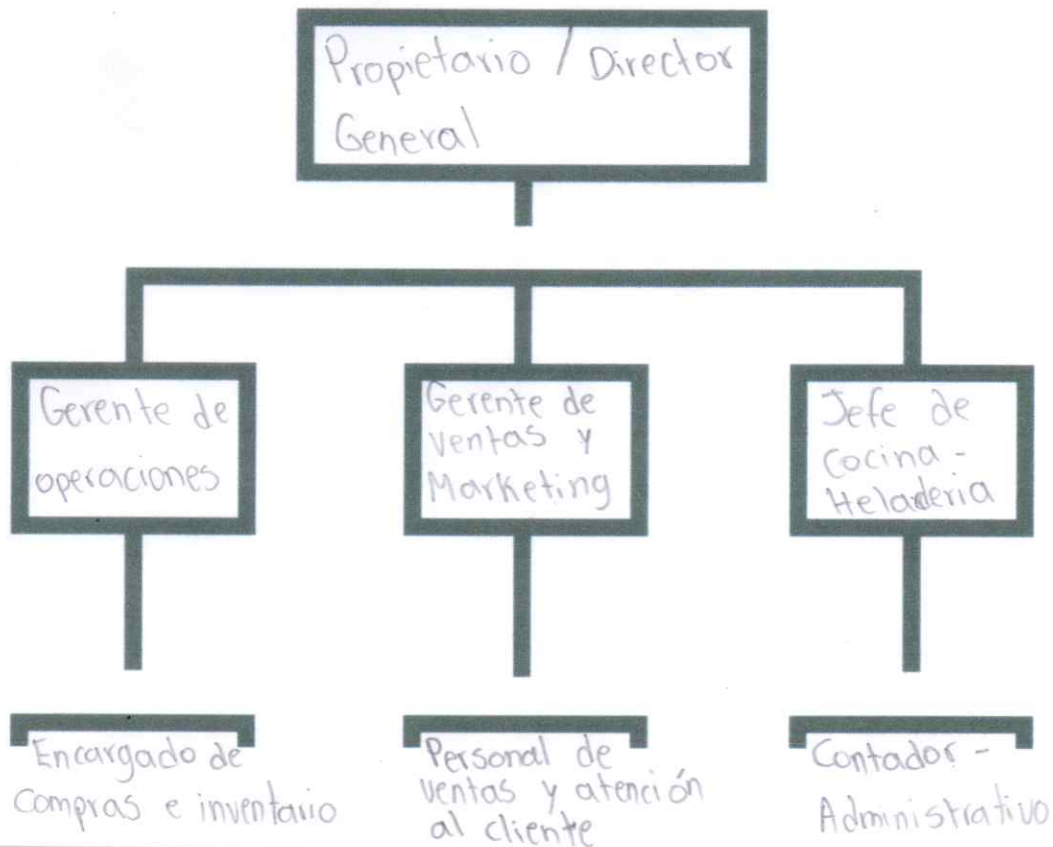 Propietario / Director
General
Gerente de
operaciones
Gerente de
ventas y
Marketing
Jefe de
Cocina -
Heladeria
Encargado de
Compras e inventario
Personal de
ventas y atención
al cliente
Contador -
Administrativo